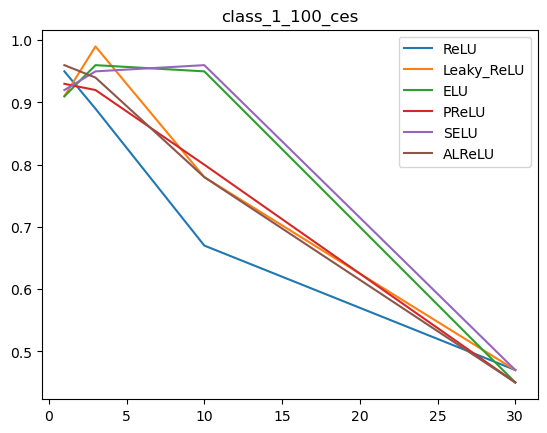 class_1_100_ces
1.0
0.9
0.8
0.7
0.6
0.5
0 5 10 15 20 25 30
ReLU
Leaky_ReLU
ELU
PReLU
SELU
ALReLU